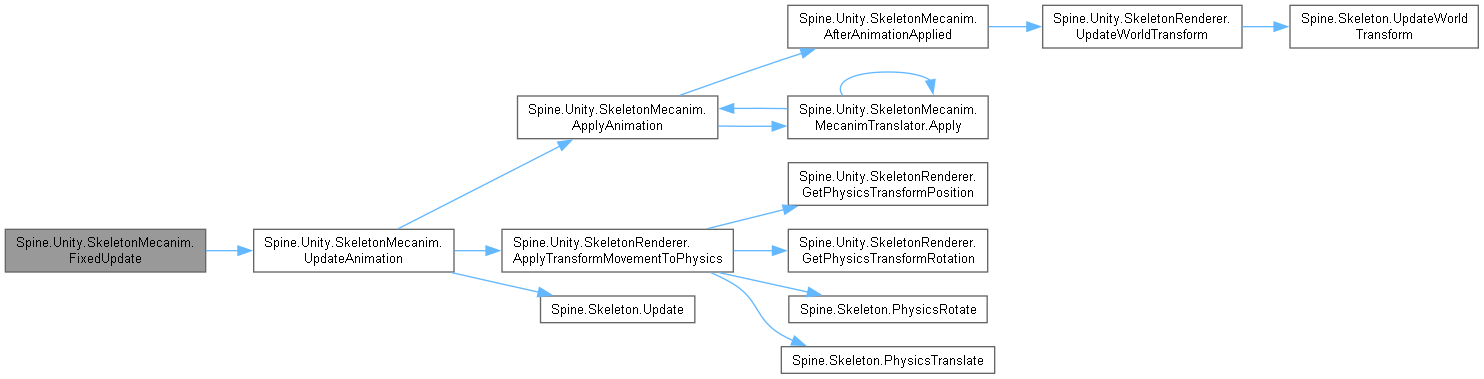 Spine.Unity.SkeletonMecanim.
FixedUpdate
Spine.Unity.SkeletonMecanim.
UpdateAnimation
Spine.Unity.SkeletonMecanim.
ApplyAnimation
Spine.Unity.SkeletonMecanim.
AfterAnimationApplied
Spine.Unity.SkeletonRenderer.
UpdateWorldTransform
Spine.Skeleton.UpdateWorld
Transform
Spine.Unity.SkeletonMecanim.
MecanimTranslator.Apply
Spine.Unity.SkeletonRenderer.
ApplyTransformMovementToPhysics
Spine.Unity.SkeletonRenderer.
GetPhysicsTransformPosition
Spine.Unity.SkeletonRenderer.
GetPhysicsTransformRotation
Spine.Skeleton.PhysicsRotate
Spine.Skeleton.PhysicsTranslate
Spine.Skeleton.Update